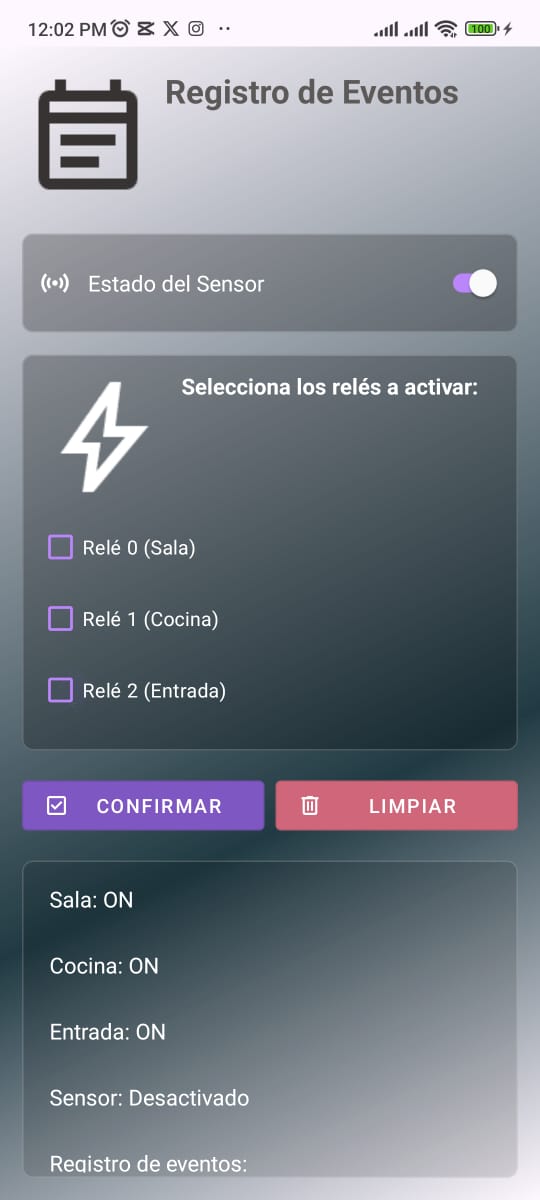 12:02 PM
100
Registro de Eventos
Estado del Sensor
Selecciona los relés a activar:
Relé 0 (Sala)
Relé 1 (Cocina)
Relé 2 (Entrada)
CONFIRMAR
LIMPIAR
Sala: ON
Cocina: ON
Entrada: ON
Sensor: Desactivado
Registro de eventos: